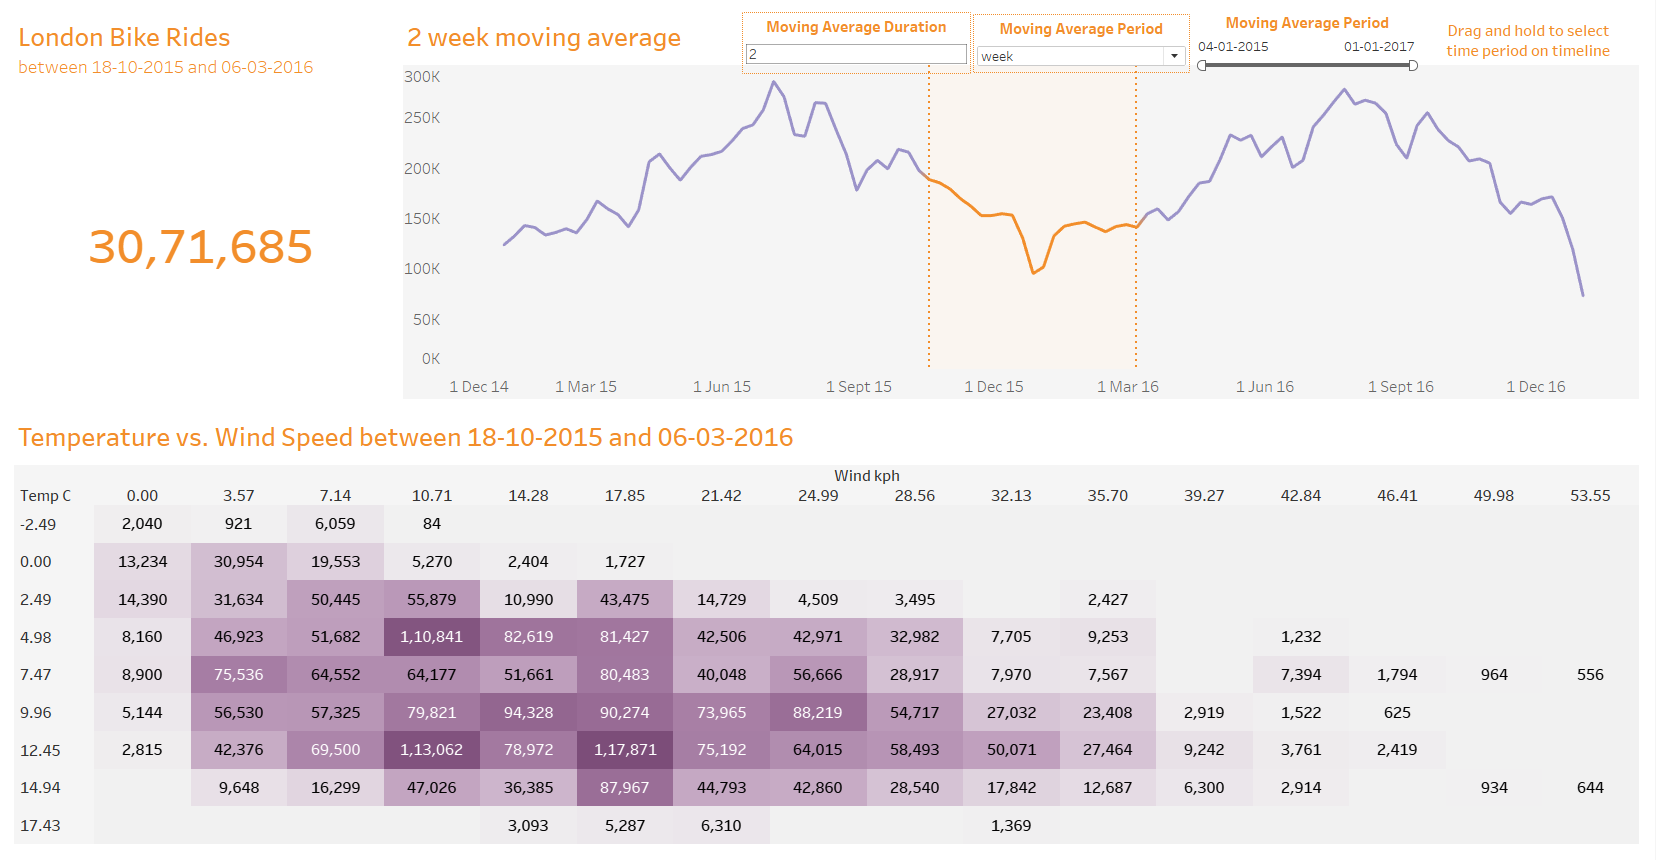 London Bike Rides
between 18-10-2015 and 06-03-2016
30,71,685
2 week moving average
Moving Average Duration
2
Moving Average Period
week
Moving Average Period
04-01-2015 01-01-2017
Drag and hold to select
time period on timeline
300K
250K
200K
150K
100K
50K
0K
1 Dec 14 1 Mar 15 1 Jun 15 1 Sept 15 1 Dec 15 1 Mar 16 1 Jun 16 1 Sept 16 1 Dec 16
Temperature vs. Wind Speed between 18-10-2015 and 06-03-2016
Wind kph
Temp C 0.00 3.57 7.14 10.71 14.28 17.85 21.42 24.99 28.56 32.13 35.70 39.27 42.84 46.41 49.98 53.55
-2.49 2,040 921 6,059 84
0.00 13,234 30,954 19,553 5,270 2,404 1,727
2.49 14,390 31,634 50,445 55,879 10,990 43,475 14,729 4,509 3,495 2,427
4.98 8,160 46,923 51,682 1,10,841 82,619 81,427 42,506 42,971 32,982 7,705 9,253 1,232
7.47 8,900 75,536 64,552 64,177 51,661 80,483 40,048 56,666 28,917 7,970 7,567 7,394 1,794 964 556
9.96 5,144 56,530 57,325 79,821 94,328 90,274 73,965 88,219 54,717 27,032 23,408 2,919 1,522 625
12.45 2,815 42,376 69,500 1,13,062 78,972 1,17,871 75,192 64,015 58,493 50,071 27,464 9,242 3,761 2,419
14.94 9,648 16,299 47,026 36,385 87,967 44,793 42,860 28,540 17,842 12,687 6,300 2,914 934 644
17.43 3,093 5,287 6,310 1,369